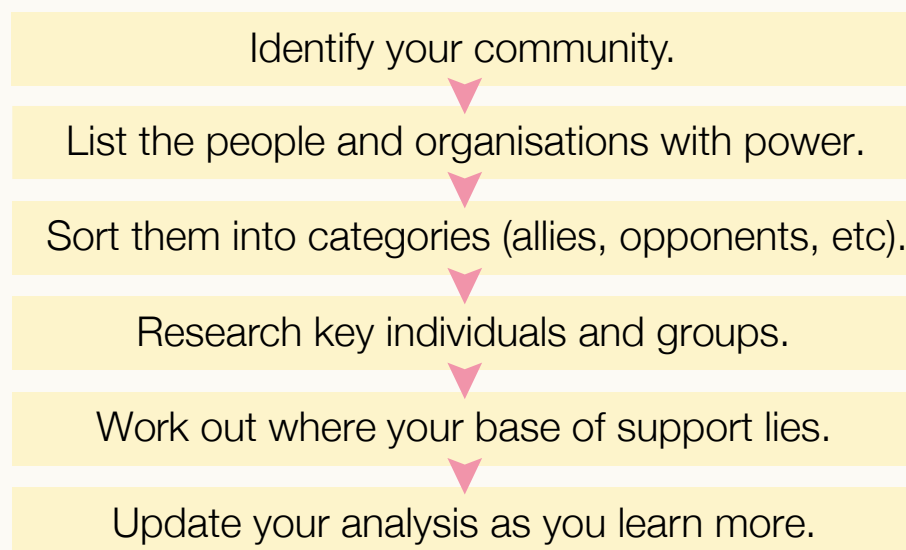 Identify your community.
List the people and organisations with power.
Sort them into categories (allies, opponents, etc).
Research key individuals and groups.
Work out where your base of support lies.
Update your analysis as you learn more.